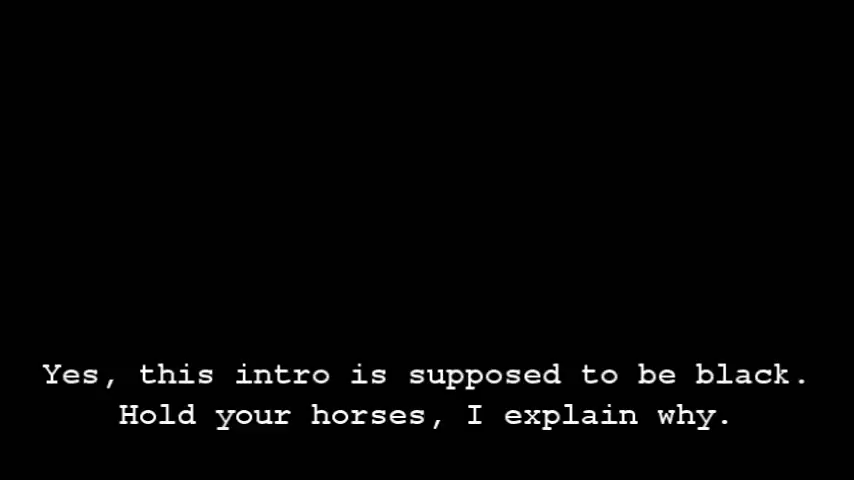 Yes, this intro is supposed to be black.
Hold your horses, I explain why.